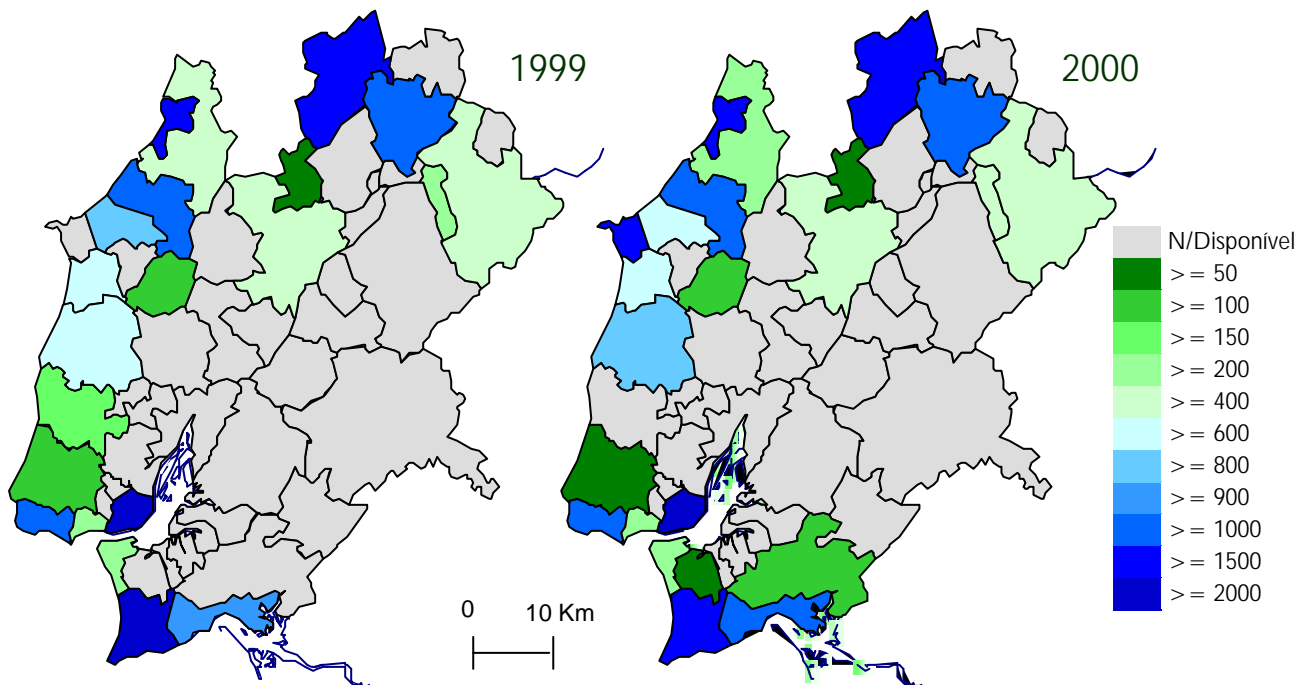 1999
2000
N/Disponível
> = 50
> = 100
> = 150
> = 200
> = 400
> = 600
> = 800
> = 900
> = 1000
> = 1500
> = 2000
0 10 Km